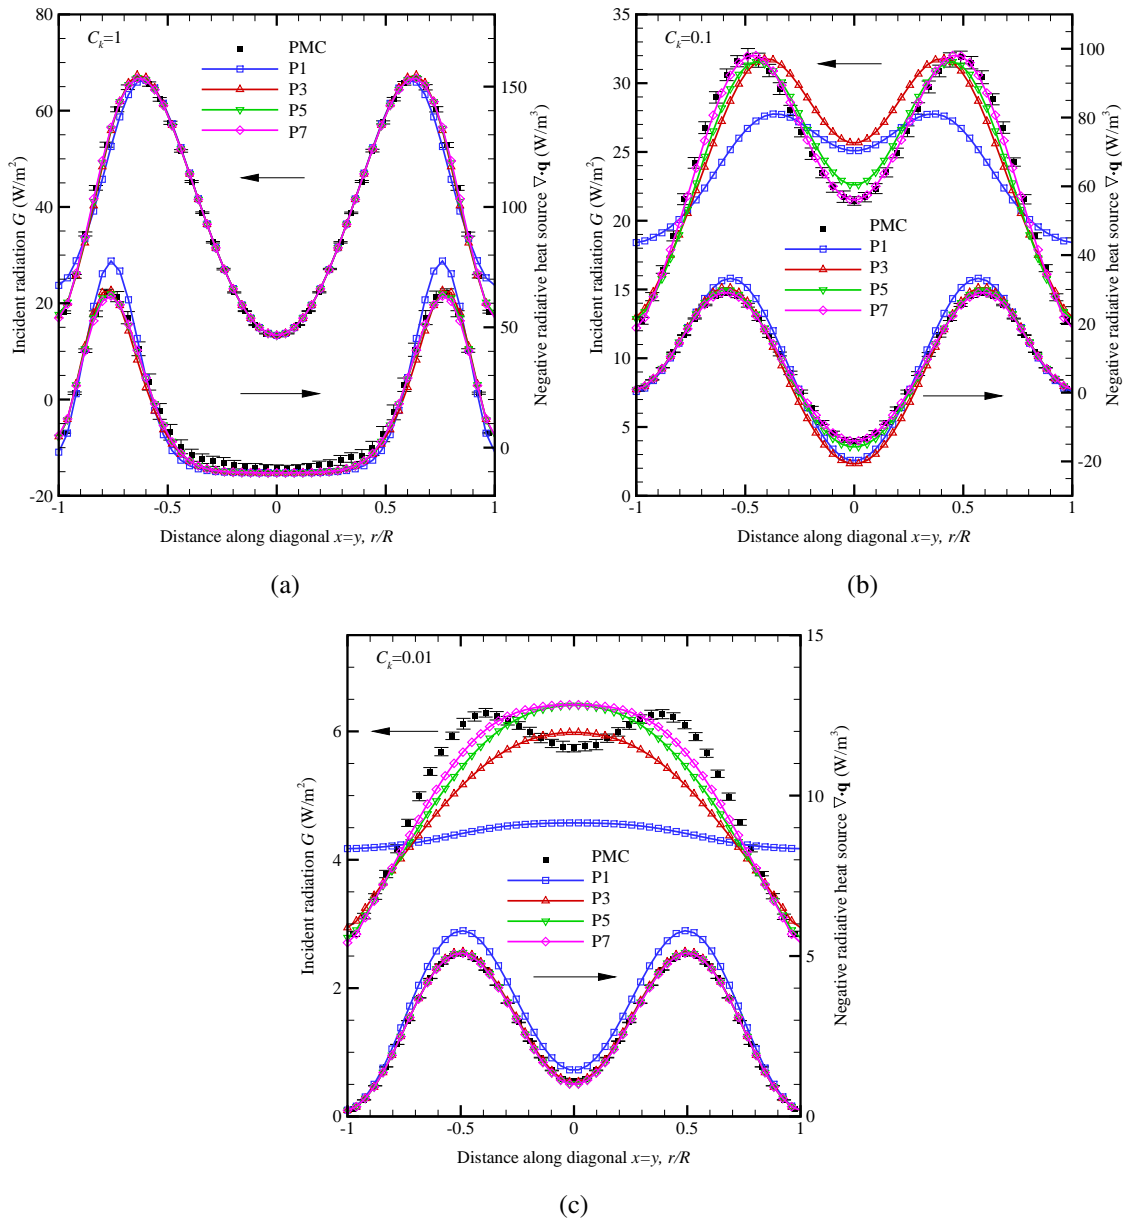 C_k=1
PMC
P1
P3
P5
P7
80
60
40
20
0
-20
150
100
50
0
Incident radiation G (W/m²)
Negative radiative heat source ∇·q (W/m³)
-1 -0.5 0 0.5 1
Distance along diagonal x=y, r/R
(a)
C_k=0.1
PMC
P1
P3
P5
P7
35
30
25
20
15
10
5
0
100
80
60
40
20
0
-20
Incident radiation G (W/m²)
Negative radiative heat source ∇·q (W/m³)
-1 -0.5 0 0.5 1
Distance along diagonal x=y, r/R
(b)
C_k=0.01
PMC
P1
P3
P5
P7
6
4
2
0
15
10
5
0
Incident radiation G (W/m²)
Negative radiative heat source ∇·q (W/m³)
-1 -0.5 0 0.5 1
Distance along diagonal x=y, r/R
(c)